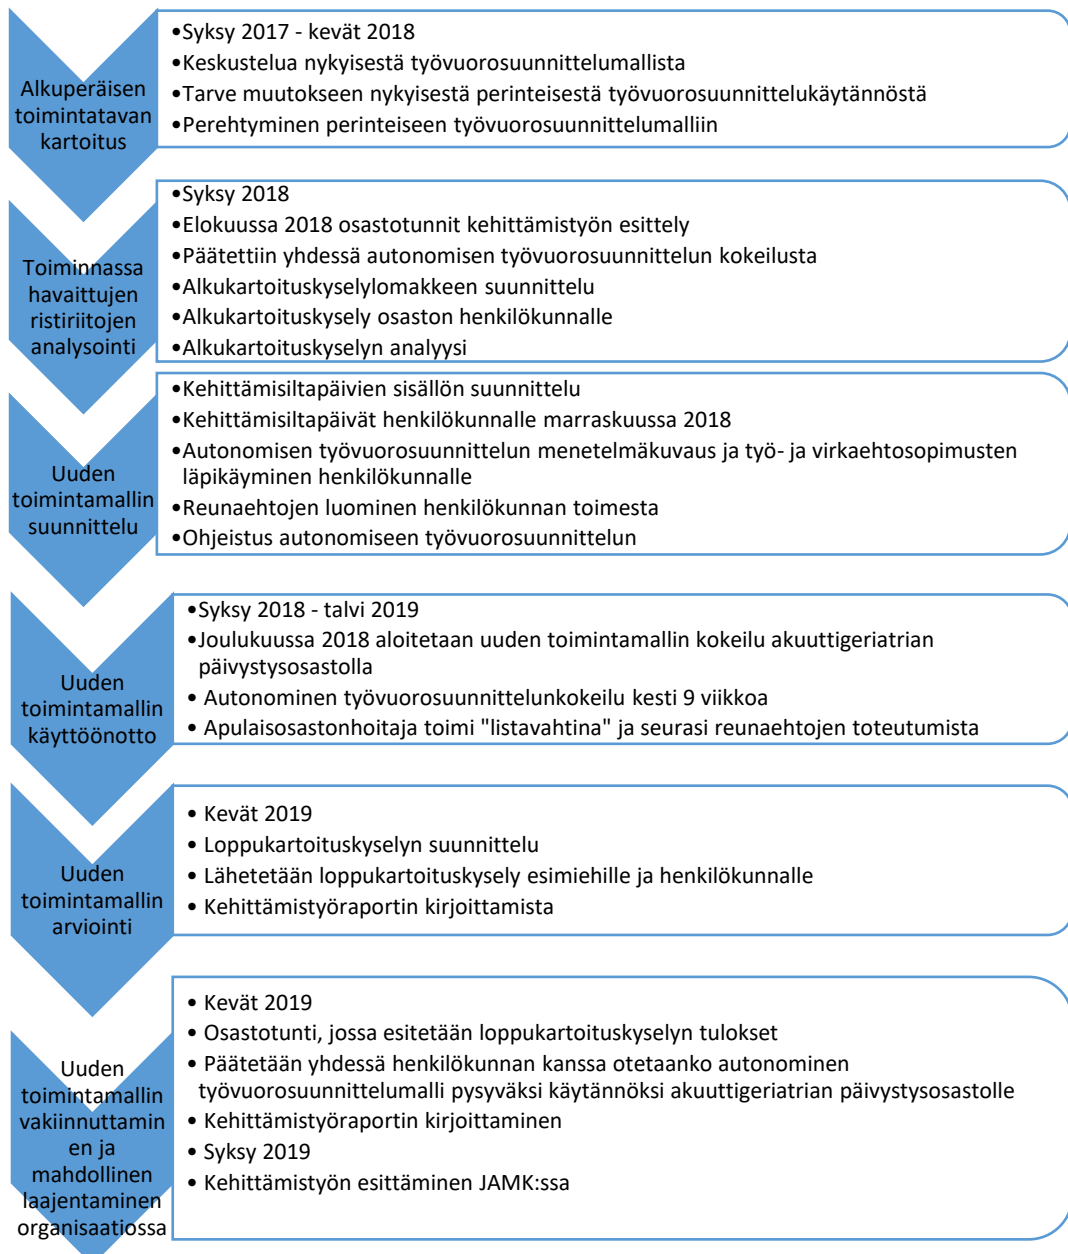 Alkuperäisen
toimintatavan
kartoitus
•Syksy 2017 - kevät 2018
•Keskustelua nykyisestä työvuorosuunnittelumallista
•Tarve muutokseen nykyisestä perinteisestä työvuorosuunnittelukäytännöstä
•Perehtyminen perinteiseen työvuorosuunnittelumalliin
Toiminnassa
havaittujen
ristiriitojen
analysointi
•Syksy 2018
•Elokuussa 2018 osastotunnit kehittämistyön esittely
•Päätettiin yhdessä autonomisen työvuorosuunnittelun kokeilusta
•Alkukartoituskyselylomakkeen suunnittelu
•Alkukartoituskysely osaston henkilökunnalle
•Alkukartoituskyselyn analyysi
Uuden
toimintamallin
suunnittelu
•Kehittämisiltapäivien sisällön suunnittelu
•Kehittämisiltapäivät henkilökunnalle marraskuussa 2018
•Autonomisen työvuorosuunnittelun menetelmäkuvaus ja työ- ja virkaehtosopimusten
läpikäyminen henkilökunnalle
•Reunaehtojen luominen henkilökunnan toimesta
•Ohjeistus autonomiseen työvuorosuunnittelun
Uuden
toimintamallin
käyttöönotto
•Syksy 2018 - talvi 2019
•Joulukuussa 2018 aloitetaan uuden toimintamallin kokeilu akuuttigeriatrian
päivystysosastolla
• Autonominen työvuorosuunnittelunkokeilu kesti 9 viikkoa
• Apulaisosastonhoitaja toimi "listavahtina" ja seurasi reunaehtojen toteutumista
Uuden
toimintamallin
arviointi
• Kevät 2019
• Loppukartoituskyselyn suunnittelu
• Lähetetään loppukartoituskysely esimiehille ja henkilökunnalle
• Kehittämistyöraportin kirjoittamista
Uuden
toimintamallin
vakiinnuttamin
en ja
mahdollinen
laajentaminen
organisaatiossa
• Kevät 2019
• Osastotunti, jossa esitetään loppukartoituskyselyn tulokset
• Päätetään yhdessä henkilökunnan kanssa otetaanko autonominen
työvuorosuunnittelumalli pysyväksi käytännöksi akuuttigeriatrian päivystysosastolle
• Kehittämistyöraportin kirjoittaminen
• Syksy 2019
• Kehittämistyön esittäminen JAMK:ssa